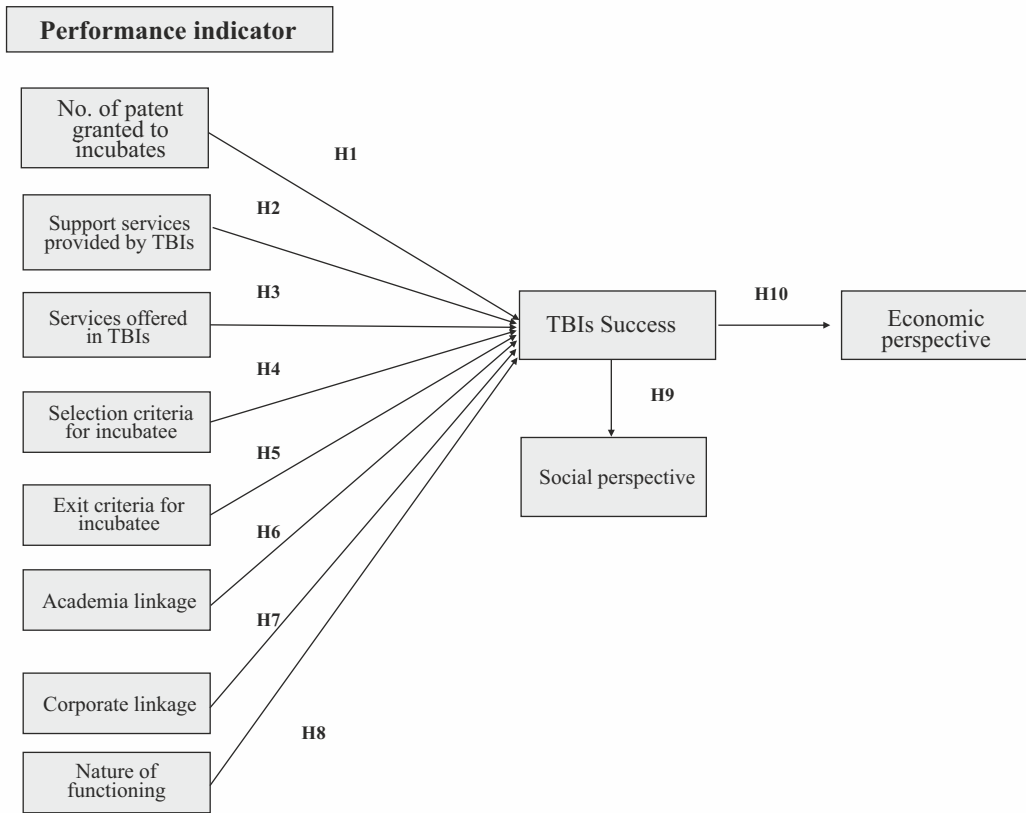 Performance indicator
No. of patent
granted to
incubates
H1
Support services
provided by TBIs
H2
Services offered
in TBIs
H3
Selection criteria
for incubatee
H4
Exit criteria for
incubatee
H5
Academia linkage
H6
Corporate linkage
H7
Nature of
functioning
H8
TBIs Success
H10
Economic
perspective
H9
Social perspective